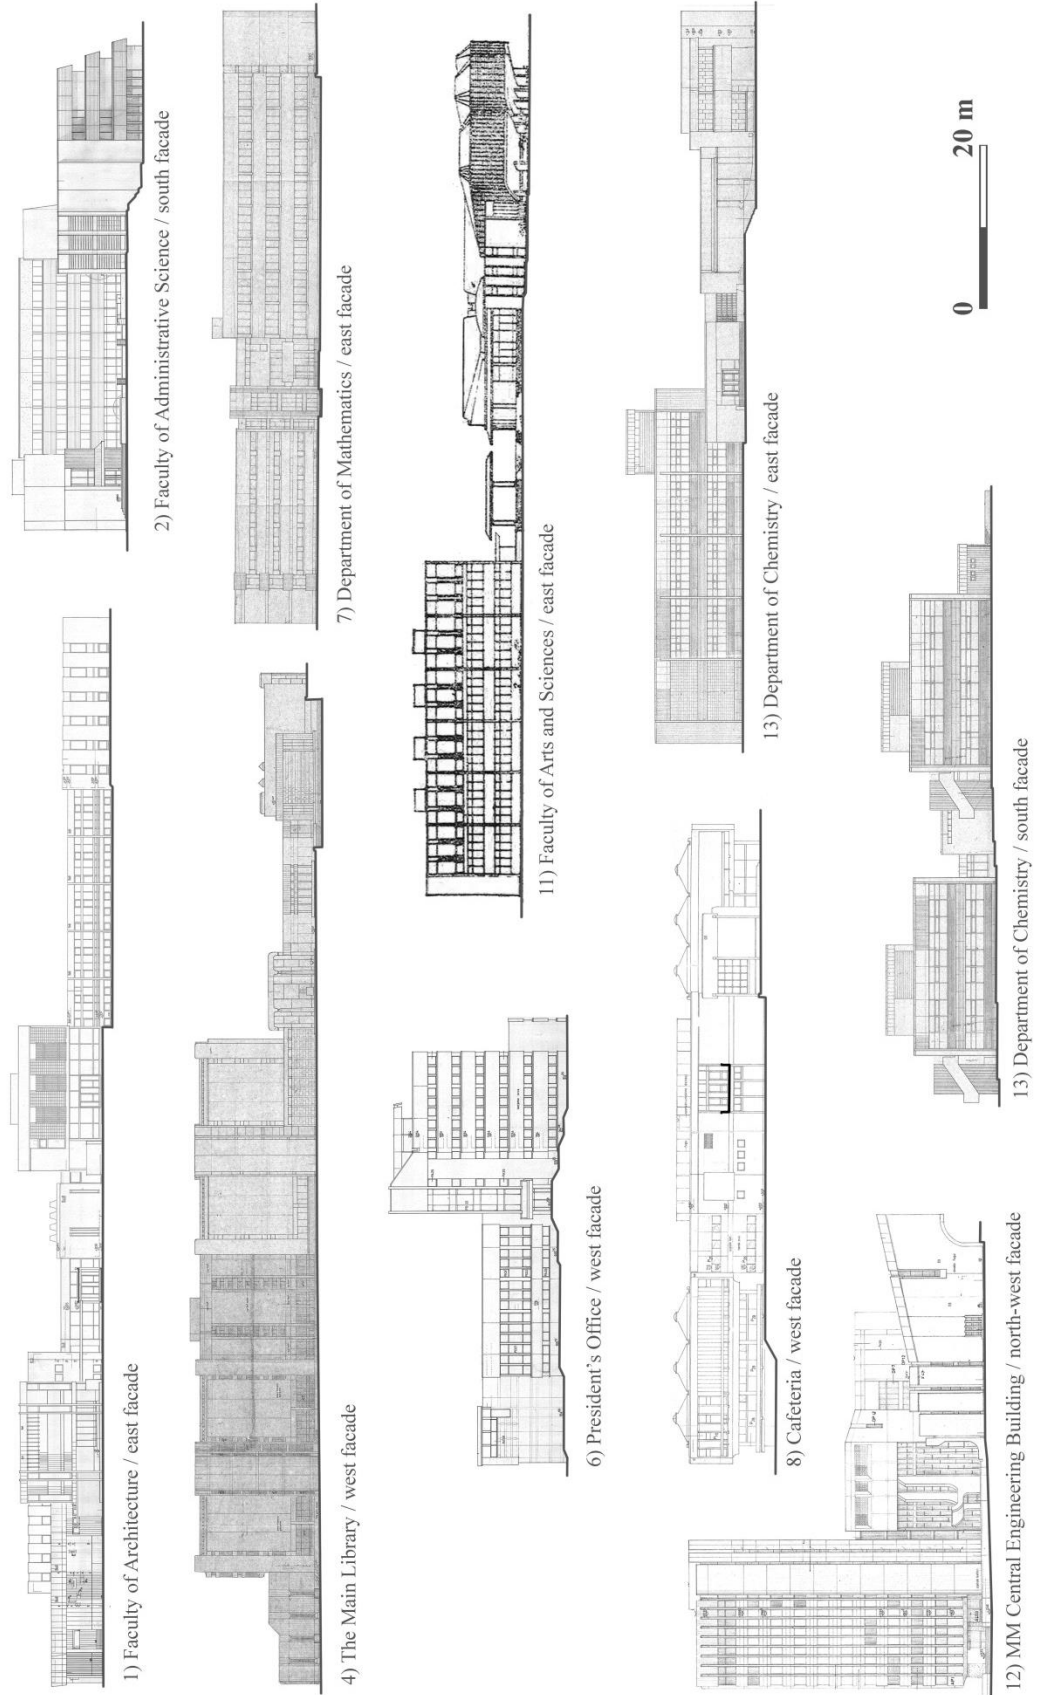 1) Faculty of Architecture / east facade
2) Faculty of Administrative Science / south facade
4) The Main Library / west facade
7) Department of Mathematics / east facade
6) President's Office / west facade
11) Faculty of Arts and Sciences / east facade
8) Cafeteria / west facade
13) Department of Chemistry / east facade
12) MM Central Engineering Building / north-west facade
13) Department of Chemistry / south facade
0 20 m